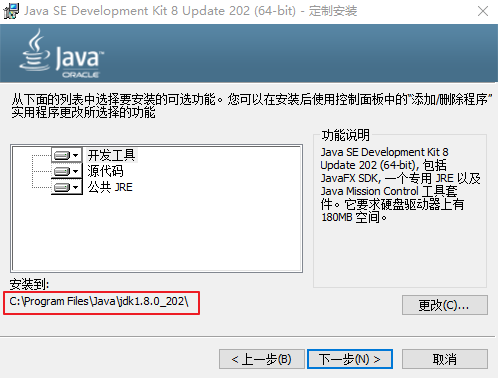 Java SE Development Kit 8 Update 202 (64-bit) - 定制安装
Java
ORACLE
从下面的列表中选择要安装的可选功能。您可以在安装后使用控制面板中的“添加/删除程序”
实用程序更改所选择的功能
开发工具
源代码
公共 JRE
功能说明
Java SE Development Kit 8
Update 202 (64-bit), 包括
JavaFX SDK, 一个专用 JRE 以及
Java Mission Control 工具套
件。它要求硬盘驱动器上有
180MB 空间。
安装到:
C:\Program Files\Java\jdk1.8.0_202\
更改(C)...
< 上一步(B)
下一步(N) >
取消